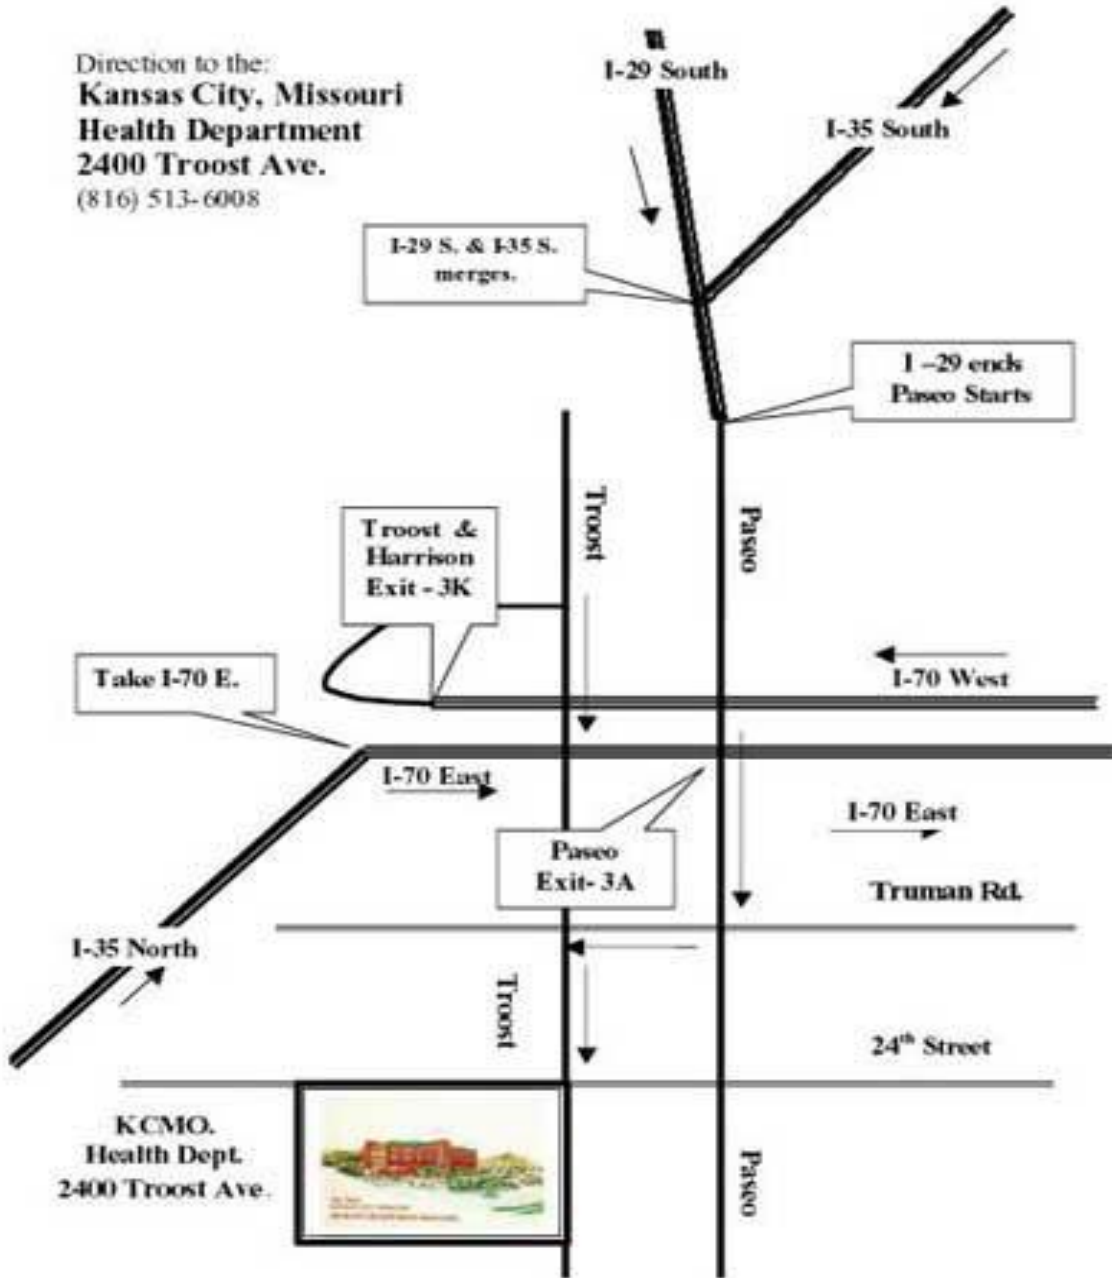 Direction to the:
Kansas City, Missouri
Health Department
2400 Troost Ave.
(816) 513-6008
I-29 South
I-35 South
I-29 S. & I-35 S.
merges.
I –29 ends
Paseo Starts
Troost
Paseo
Troost &
Harrison
Exit - 3K
Take I-70 E.
I-70 West
I-70 East
I-70 East
Paseo
Exit- 3A
Truman Rd.
I-35 North
Troost
24th Street
KCMO.
Health Dept.
2400 Troost Ave.
Paseo